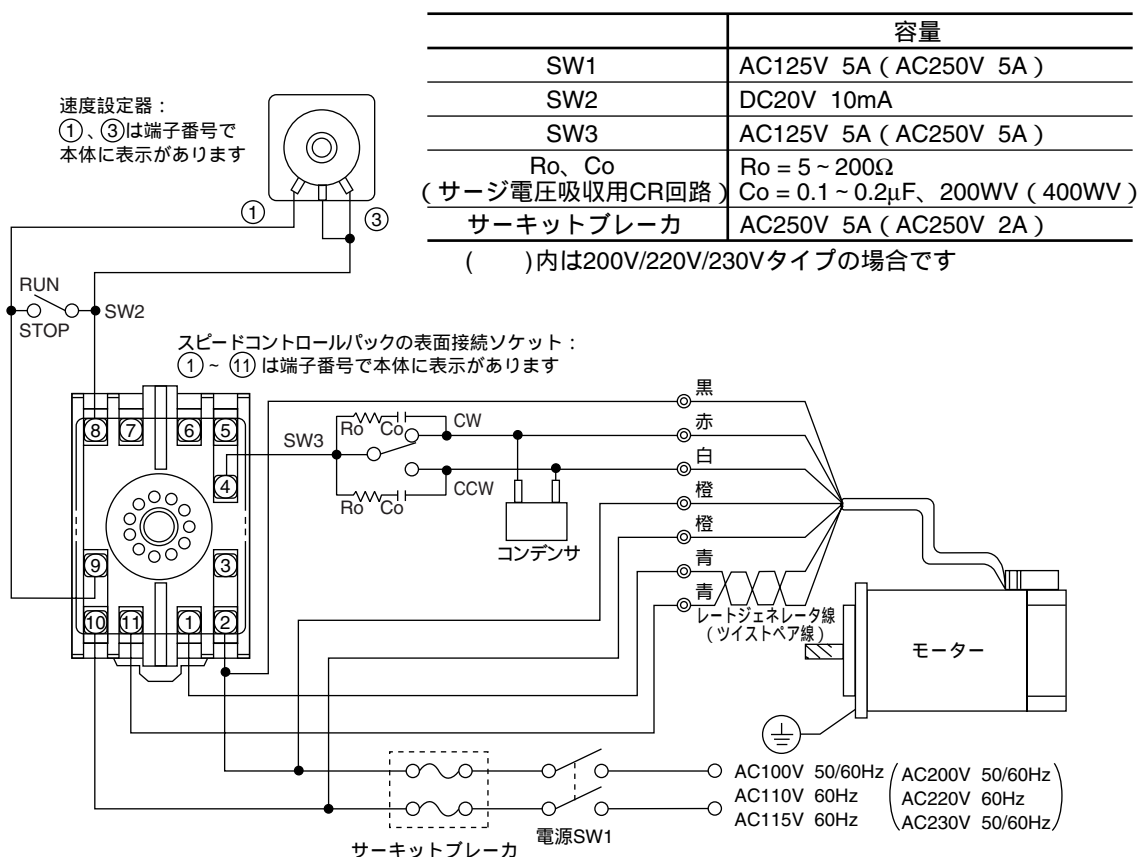 容量
SW1 AC125V 5A(AC250V 5A)
SW2 DC20V 10mA
SW3 AC125V 5A(AC250V 5A)
Ro、Co Ro = 5~200Ω
(サージ電圧吸収用CR回路) Co = 0.1~0.2μF、200WV(400WV)
サーキットブレーカ AC250V 5A(AC250V 2A)
( )内は200V/220V/230Vタイプの場合です
速度設定器:
①、③は端子番号で
本体に表示があります
①
③
RUN
STOP
SW2
スピードコントロールパックの表面接続ソケット:
①~⑪は端子番号で本体に表示があります
⑧ ⑦ ⑥ ⑤
④
⑨ ③
⑩ ⑪ ① ②
SW3
Ro Co
CW
CCW
Ro Co
コンデンサ
黒
赤
白
橙
橙
青
青
レートジェネレータ線
(ツイストペア線)
モーター
AC100V 50/60Hz (AC200V 50/60Hz
AC110V 60Hz AC220V 60Hz
AC115V 60Hz AC230V 50/60Hz)
電源SW1
サーキットブレーカ